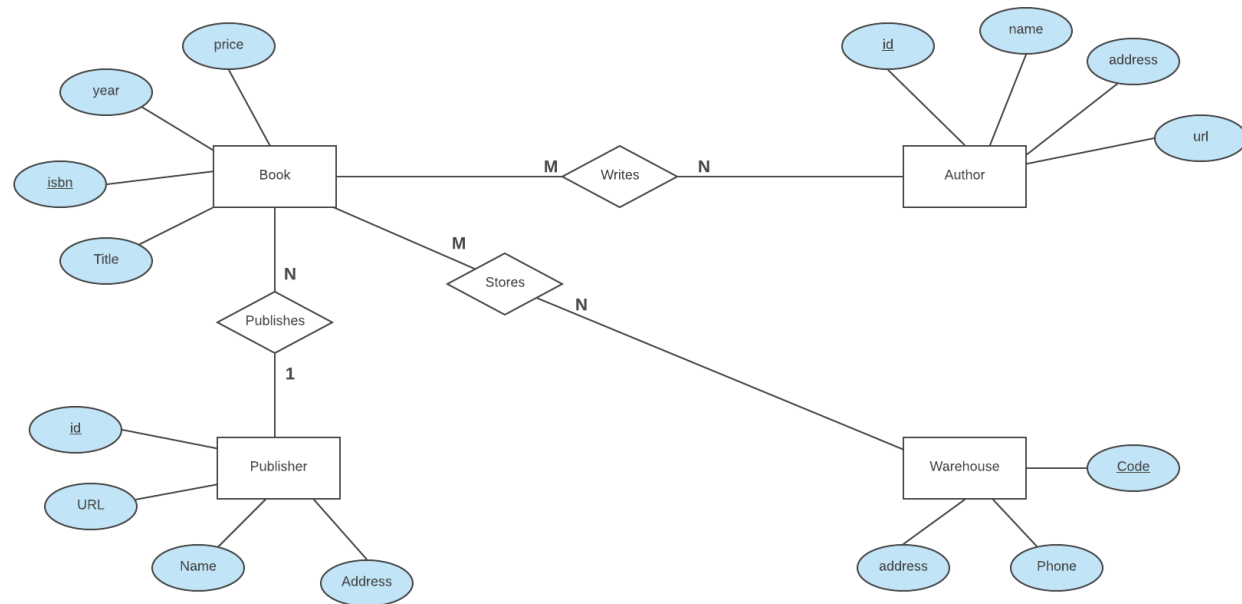 price
id
name
address
year
url
isbn
Book
M
Writes
N
Author
Title
M
Stores
N
N
Publishes
1
id
Publisher
Warehouse
Code
URL
Name
Address
address
Phone